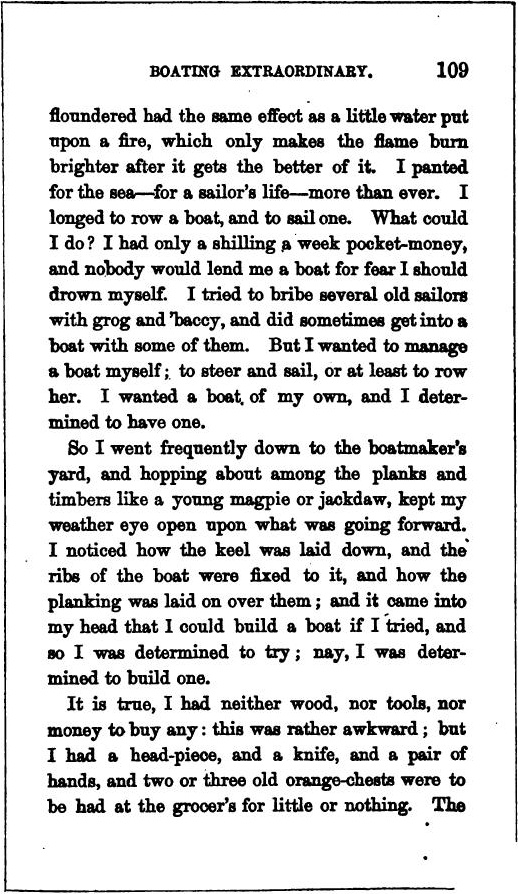 BOATING EXTRAORDINARY. 109
floundered had the same effect as a little water put
upon a fire, which only makes the flame burn
brighter after it gets the better of it. I panted
for the sea—for a sailor's life—more than ever. I
longed to row a boat, and to sail one. What could
I do? I had only a shilling a week pocket-money,
and nobody would lend me a boat for fear I should
drown myself. I tried to bribe several old sailors
with grog and 'baccy, and did sometimes get into a
boat with some of them. But I wanted to manage
a boat myself; to steer and sail, or at least to row
her. I wanted a boat of my own, and I deter-
mined to have one.
So I went frequently down to the boatmaker's
yard, and hopping about among the planks and
timbers like a young magpie or jackdaw, kept my
weather eye open upon what was going forward.
I noticed how the keel was laid down, and the
ribs of the boat were fixed to it, and how the
planking was laid on over them; and it came into
my head that I could build a boat if I tried, and
so I was determined to try; nay, I was deter-
mined to build one.
It is true, I had neither wood, nor tools, nor
money to buy any: this was rather awkward; but
I had a head-piece, and a knife, and a pair of
hands, and two or three old orange-chests were to
be had at the grocer's for little or nothing. The